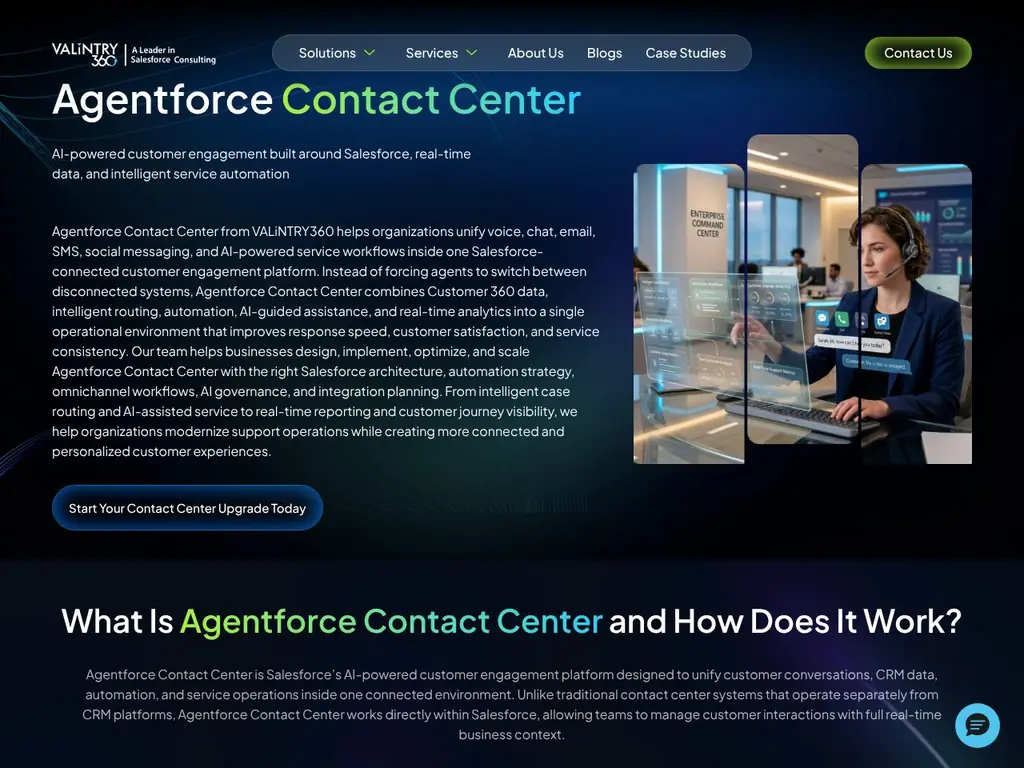 VALiNTRY
360
A Leader in
Salesforce Consulting
Solutions
Services
About Us
Blogs
Case Studies
Contact Us
Agentforce Contact Center
AI-powered customer engagement built around Salesforce, real-time
data, and intelligent service automation
Agentforce Contact Center from VALiNTRY360 helps organizations unify voice, chat, email,
SMS, social messaging, and AI-powered service workflows inside one Salesforce-
connected customer engagement platform. Instead of forcing agents to switch between
disconnected systems, Agentforce Contact Center combines Customer 360 data,
intelligent routing, automation, AI-guided assistance, and real-time analytics into a single
operational environment that improves response speed, customer satisfaction, and service
consistency. Our team helps businesses design, implement, optimize, and scale
Agentforce Contact Center with the right Salesforce architecture, automation strategy,
omnichannel workflows, AI governance, and integration planning. From intelligent case
routing and AI-assisted service to real-time reporting and customer journey visibility, we
help organizations modernize support operations while creating more connected and
personalized customer experiences.
Start Your Contact Center Upgrade Today
ENTERPRISE
COMMAND
CENTER
What Is Agentforce Contact Center and How Does It Work?
Agentforce Contact Center is Salesforce's AI-powered customer engagement platform designed to unify customer conversations, CRM data,
automation, and service operations inside one connected environment. Unlike traditional contact center systems that operate separately from
CRM platforms, Agentforce Contact Center works directly within Salesforce, allowing teams to manage customer interactions with full real-time
business context.